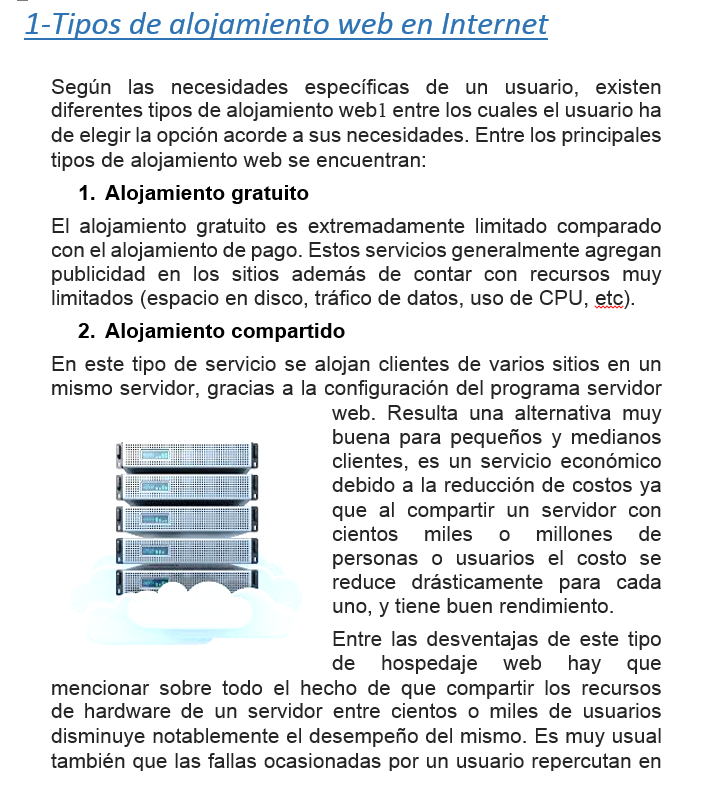 1-Tipos de alojamiento web en Internet
Según las necesidades específicas de un usuario, existen
diferentes tipos de alojamiento web1 entre los cuales el usuario ha
de elegir la opción acorde a sus necesidades. Entre los principales
tipos de alojamiento web se encuentran:
1. Alojamiento gratuito
El alojamiento gratuito es extremadamente limitado comparado
con el alojamiento de pago. Estos servicios generalmente agregan
publicidad en los sitios además de contar con recursos muy
limitados (espacio en disco, tráfico de datos, uso de CPU, etc).
2. Alojamiento compartido
En este tipo de servicio se alojan clientes de varios sitios en un
mismo servidor, gracias a la configuración del programa servidor
web. Resulta una alternativa muy
buena para pequeños y medianos
clientes, es un servicio económico
debido a la reducción de costos ya
que al compartir un servidor con
cientos miles o millones de
personas o usuarios el costo se
reduce drásticamente para cada
uno, y tiene buen rendimiento.
Entre las desventajas de este tipo
de hospedaje web hay que
mencionar sobre todo el hecho de que compartir los recursos
de hardware de un servidor entre cientos o miles de usuarios
disminuye notablemente el desempeño del mismo. Es muy usual
también que las fallas ocasionadas por un usuario repercutan en